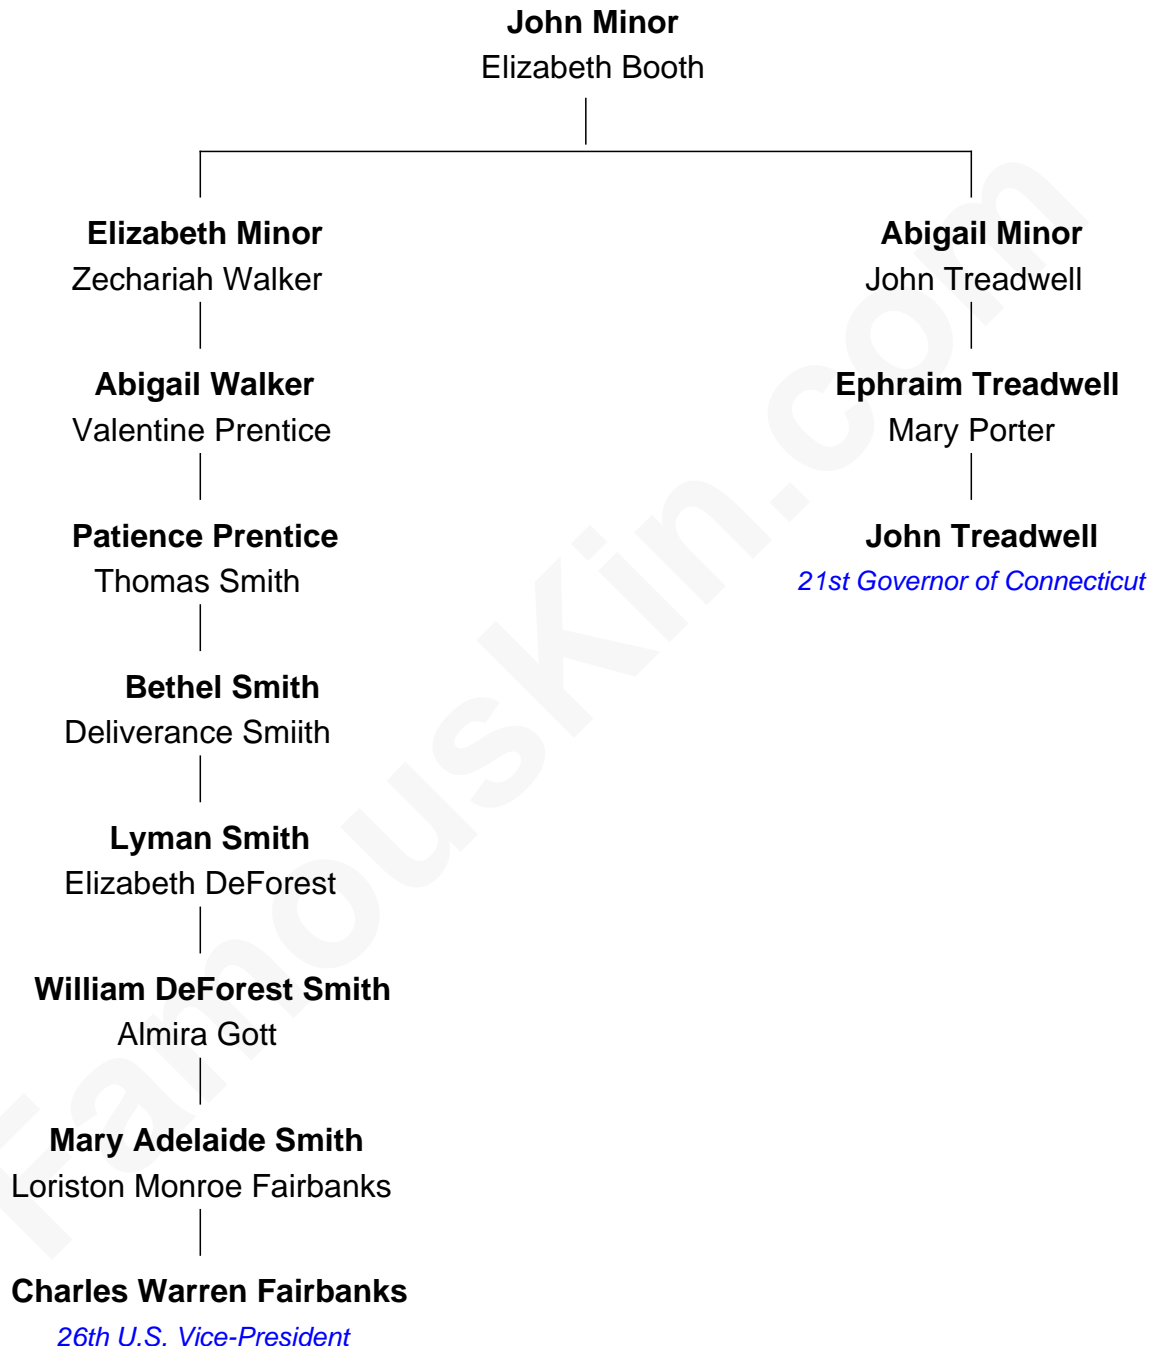 John Minor
Elizabeth Booth
Elizabeth Minor
Zechariah Walker
Abigail Minor
John Treadwell
Abigail Walker
Valentine Prentice
Ephraim Treadwell
Mary Porter
Patience Prentice
Thomas Smith
John Treadwell
21st Governor of Connecticut
Bethel Smith
Deliverance Smiith
Lyman Smith
Elizabeth DeForest
William DeForest Smith
Almira Gott
Mary Adelaide Smith
Loriston Monroe Fairbanks
Charles Warren Fairbanks
26th U.S. Vice-President
FamousKin.com